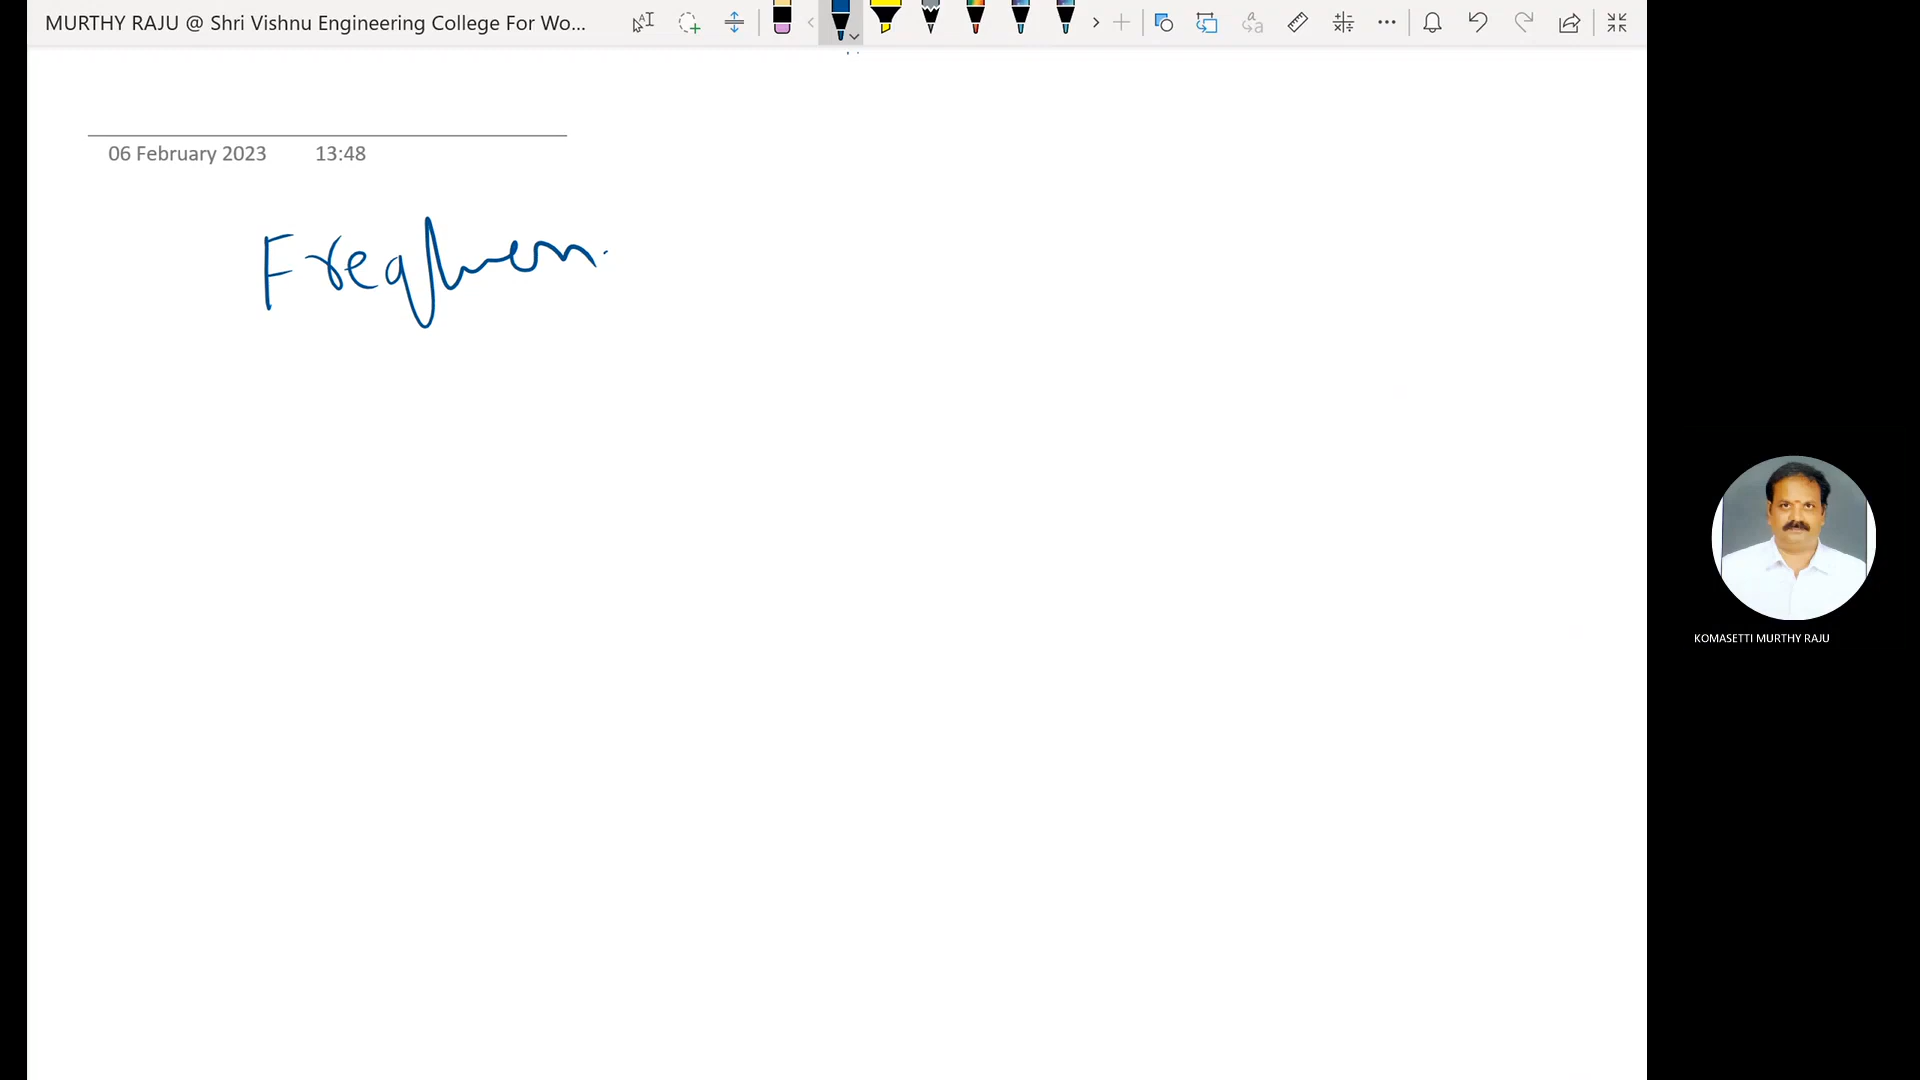 MURTHY RAJU @ Shri Vishnu Engineering College For Wo...
06 February 2023 13:48
Frequen
KOMASETTI MURTHY RAJU